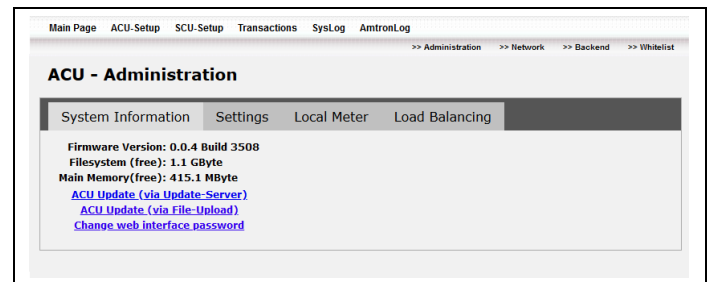 Main Page ACU-Setup SCU-Setup Transactions SysLog AmtronLog
>> Administration >> Network >> Backend >> Whitelist
ACU - Administration
System Information Settings Local Meter Load Balancing
Firmware Version: 0.0.4 Build 3508
Filesystem (free): 1.1 GByte
Main Memory(free): 415.1 MByte
ACU Update (via Update-Server)
ACU Update (via File-Upload)
Change web interface password